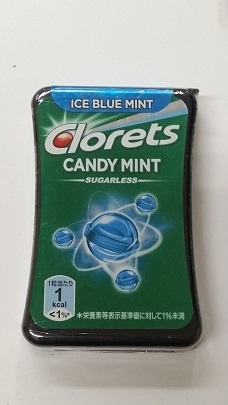 ICE BLUE MINT
Clorets
CANDY MINT
SUGARLESS
1粒当たり
1
kcal
<1%*
*栄養素等表示基準値に対して1%未満